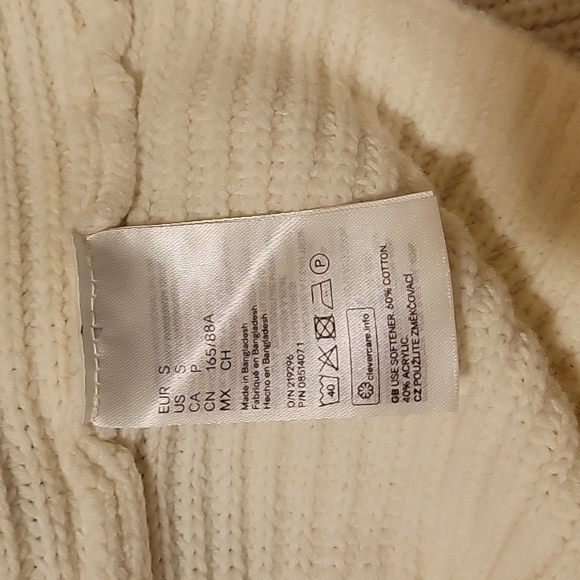 EUR S
US S
CA P
CN 165/88A
MX CH
Made in Bangladesh
Fabriqué en Bangladesh
Hecho en Bangladesh
O/N 219296
P/N 0851407 1
40 P
clevercare.info
GB USE SOFTENER. 60% COTTON.
40% ACRYLIC.
CZ POUŽIJTE ZMĚKČOVACÍ